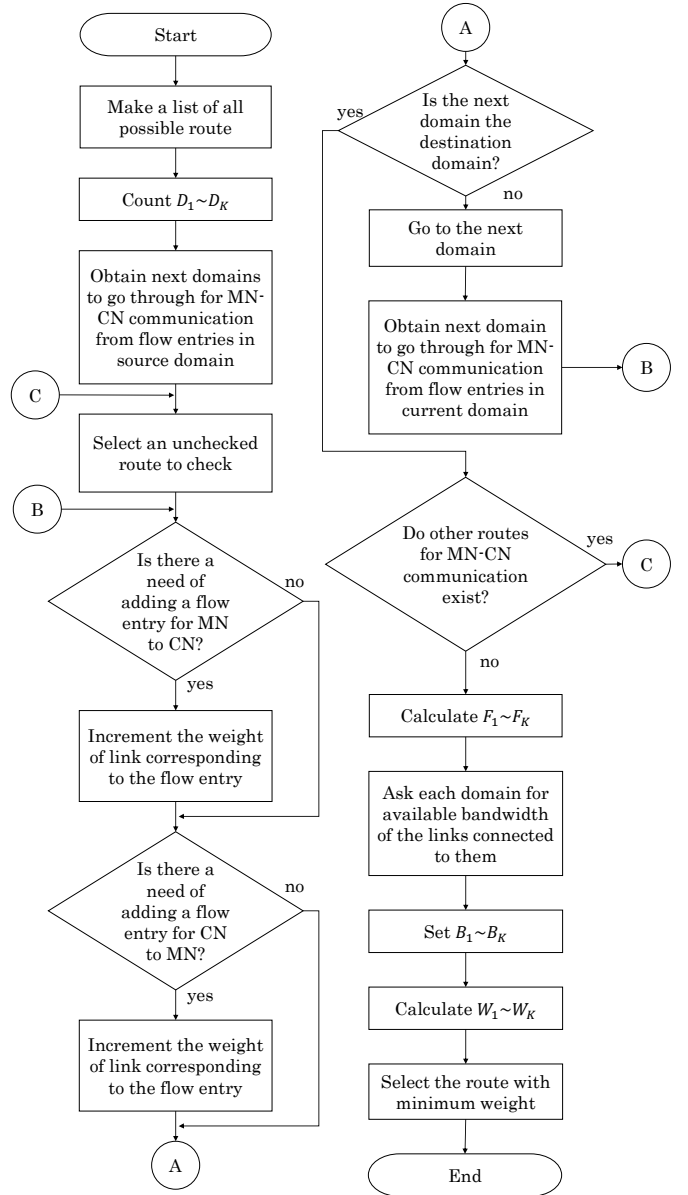 Start
Make a list of all
possible route
Count D₁~D_K
Obtain next domains
to go through for MN-
CN communication
from flow entries in
source domain
C
Select an unchecked
route to check
B
Is there a
need of
adding a flow
entry for MN
to CN?
no
yes
Increment the weight
of link corresponding
to the flow entry
Is there a
need of
adding a flow
entry for CN
to MN?
no
yes
Increment the weight
of link corresponding
to the flow entry
A
A
yes
Is the next
domain the
destination
domain?
no
Go to the next
domain
Obtain next domain
to go through for MN-
CN communication
from flow entries in
current domain
B
Do other routes
for MN-CN
communication
exist?
yes
C
no
Calculate F₁~F_K
Ask each domain for
available bandwidth
of the links connected
to them
Set B₁~B_K
Calculate W₁~W_K
Select the route with
minimum weight
End